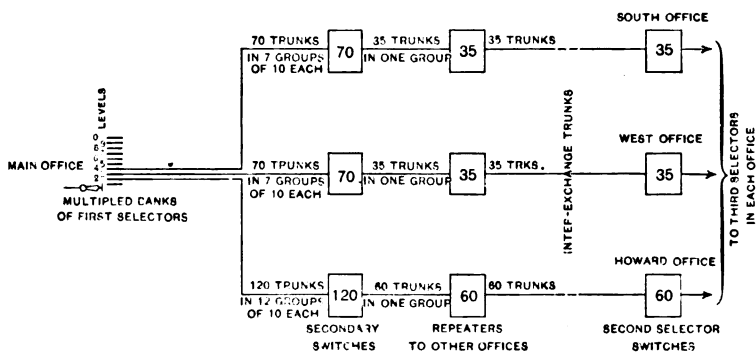 SOUTH OFFICE
70 TPUNKS
IN 7 GROUPS
OF 10 EACH
70
35 TRUNKS
IN ONE GROUP
35
35 TRUNKS
35
LEVELS
MAIN OFFICE
MULTIPLED BANKS
OF FIRST SELECTORS
WEST OFFICE
70 TPUNKS
IN 7 GROUPS
OF 10 EACH
70
35 TRUNKS
IN ONE GROUP
35
35 TRKS.
INTEF-EXCHANGE TRUNKS
35
TO THIRD SELECTORS
IN EACH OFFICE
HOWARD OFFICE
120 TPUNKS
IN 12 GROUPS
OF 10 EACH
120
60 TRUNKS
IN ONE GROUP
60
60 TRUNKS
60
SECONDARY
SWITCHES
REPEATERS
TO OTHER OFFICES
SECOND SELECTOR
SWITCHES